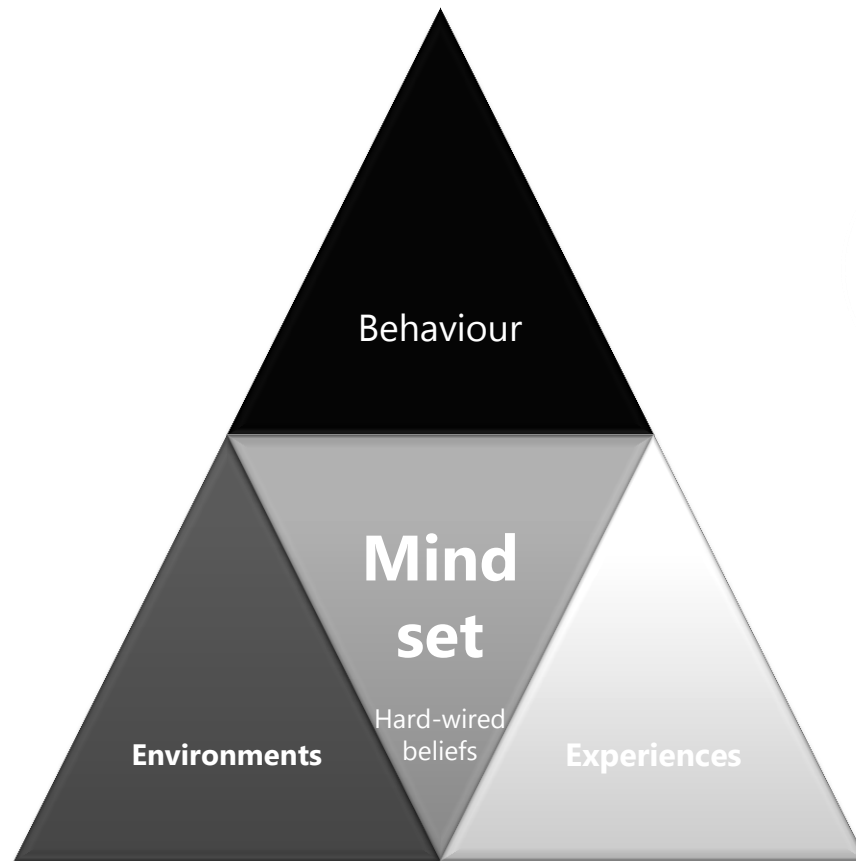 Behaviour
Mind
set
Hard-wired
beliefs
Environments
Experiences